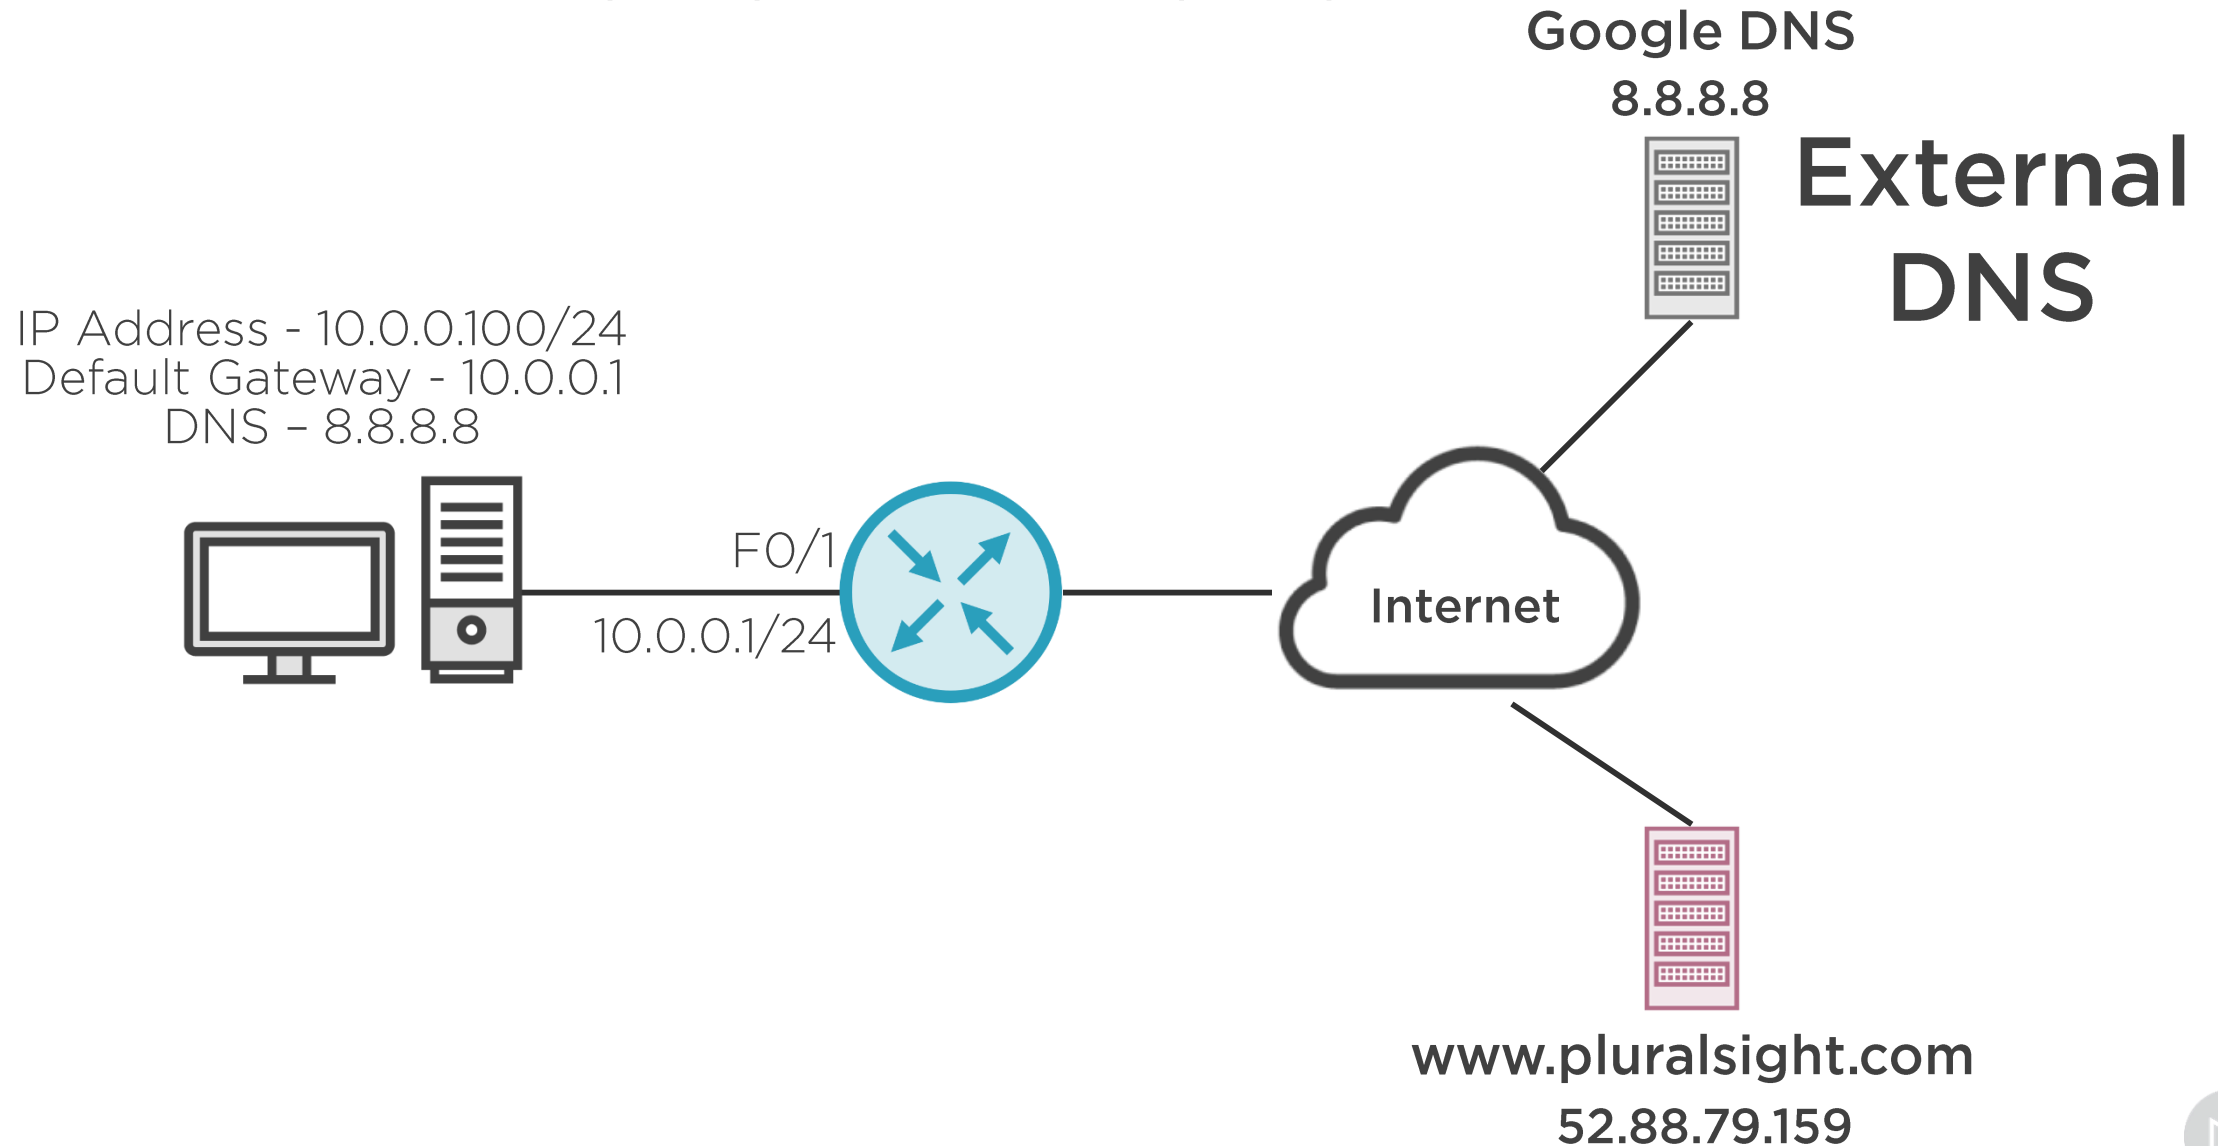 Google DNS
8.8.8.8
External
DNS
IP Address - 10.0.0.100/24
Default Gateway - 10.0.0.1
DNS – 8.8.8.8
F0/1
10.0.0.1/24
Internet
www.pluralsight.com
52.88.79.159